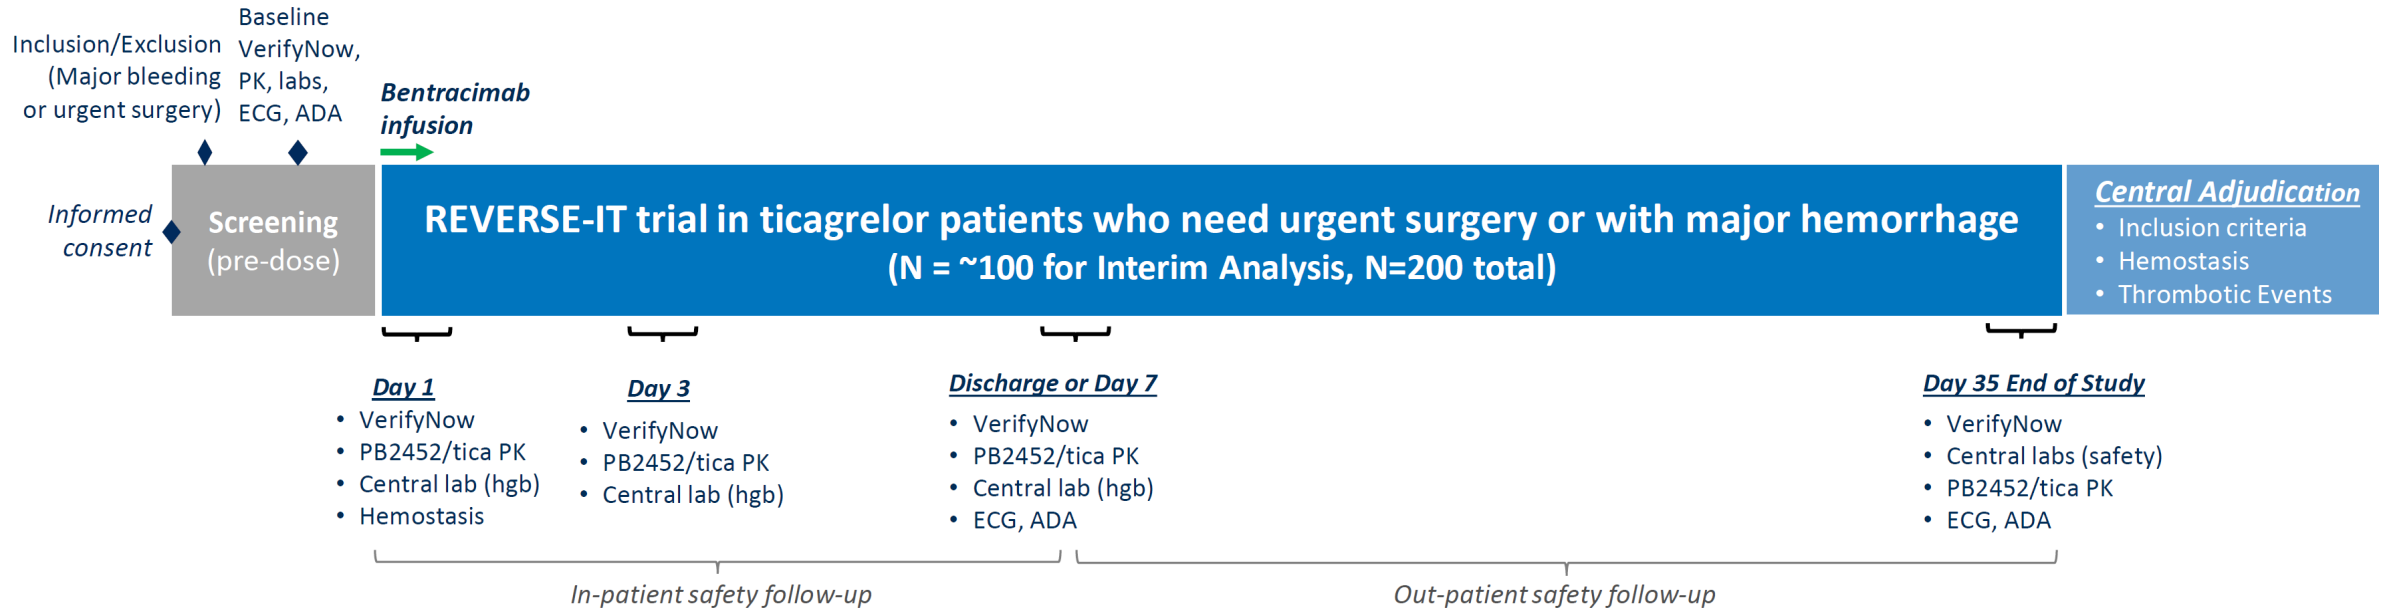 Inclusion/Exclusion
(Major bleeding
or urgent surgery)
Baseline
VerifyNow,
PK, labs,
ECG, ADA
Bentracimab
infusion
Informed
consent
Screening
(pre-dose)
REVERSE-IT trial in ticagrelor patients who need urgent surgery or with major hemorrhage
(N = ~100 for Interim Analysis, N=200 total)
Central Adjudication
• Inclusion criteria
• Hemostasis
• Thrombotic Events
Day 1
• VerifyNow
• PB2452/tica PK
• Central lab (hgb)
• Hemostasis
Day 3
• VerifyNow
• PB2452/tica PK
• Central lab (hgb)
Discharge or Day 7
• VerifyNow
• PB2452/tica PK
• Central lab (hgb)
• ECG, ADA
Day 35 End of Study
• VerifyNow
• Central labs (safety)
• PB2452/tica PK
• ECG, ADA
In-patient safety follow-up
Out-patient safety follow-up